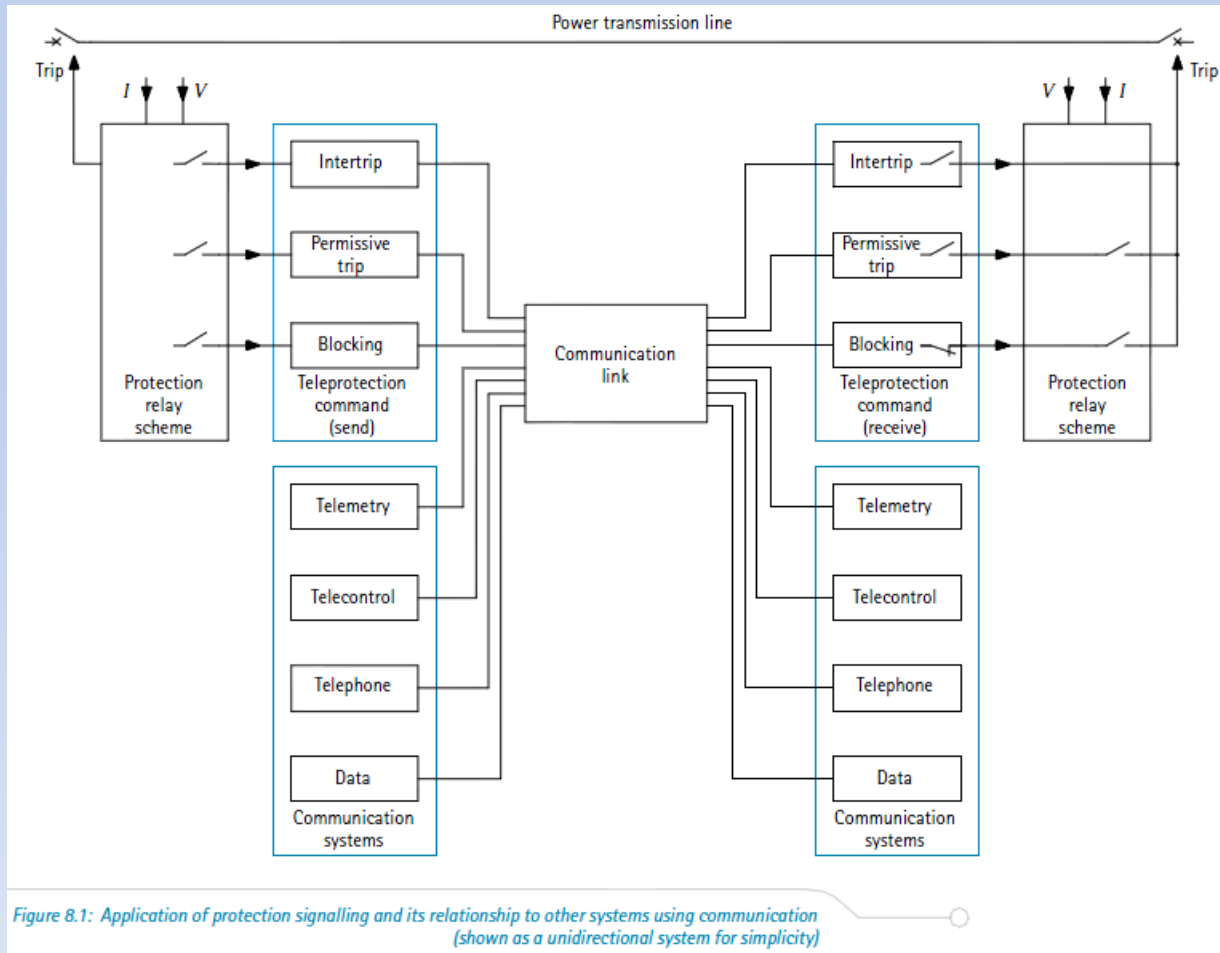 Power transmission line
Trip
Trip
I
V
V
I
Intertrip
Permissive
trip
Blocking
Protection
relay
scheme
Teleprotection
command
(send)
Communication
link
Intertrip
Permissive
trip
Blocking
Teleprotection
command
(receive)
Protection
relay
scheme
Telemetry
Telecontrol
Telephone
Data
Communication
systems
Telemetry
Telecontrol
Telephone
Data
Communication
systems
Figure 8.1: Application of protection signalling and its relationship to other systems using communication
(shown as a unidirectional system for simplicity)